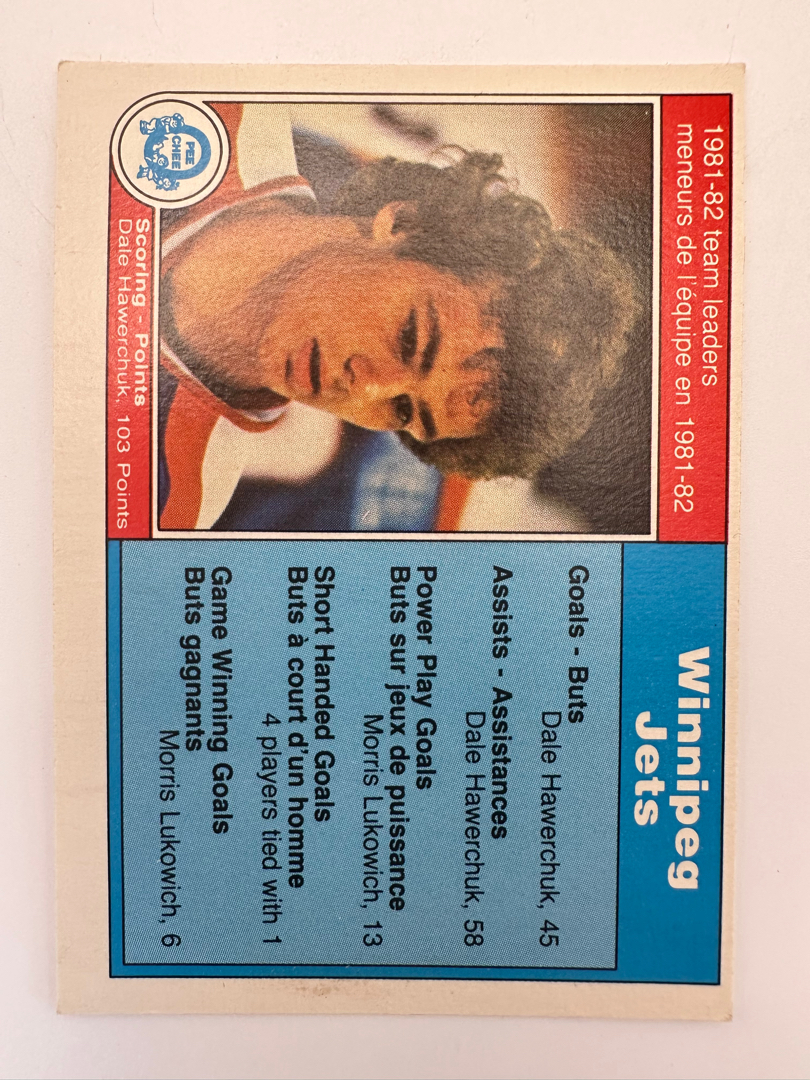 1981-82 team leaders
meneurs de l'équipe en 1981-82
O
PEE
CHEE
Scoring - Points
Dale Hawerchuk, 103 Points
Winnipeg
Jets
Goals - Buts
Dale Hawerchuk, 45
Assists - Assistances
Dale Hawerchuk, 58
Power Play Goals
Buts sur jeux de puissance
Morris Lukowich, 13
Short Handed Goals
Buts à court d'un homme
4 players tied with 1
Game Winning Goals
Buts gagnants
Morris Lukowich, 6